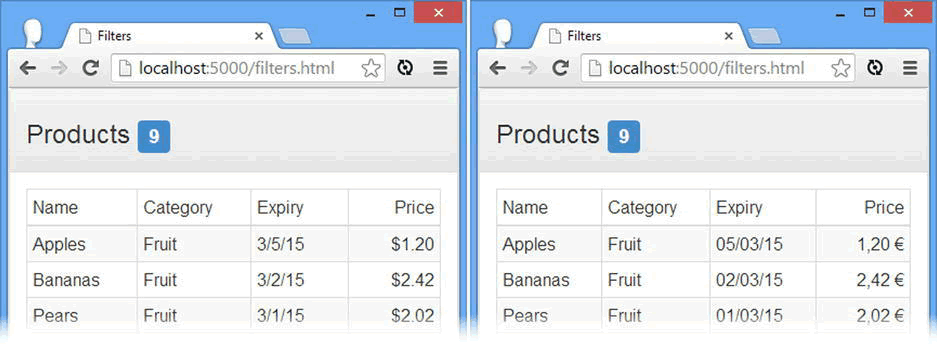 Filters
localhost:5000/filters.html
Products 9
Name Category Expiry Price
Apples Fruit 3/5/15 $1.20
Bananas Fruit 3/2/15 $2.42
Pears Fruit 3/1/15 $2.02
Filters
localhost:5000/filters.html
Products 9
Name Category Expiry Price
Apples Fruit 05/03/15 1,20 €
Bananas Fruit 02/03/15 2,42 €
Pears Fruit 01/03/15 2,02 €